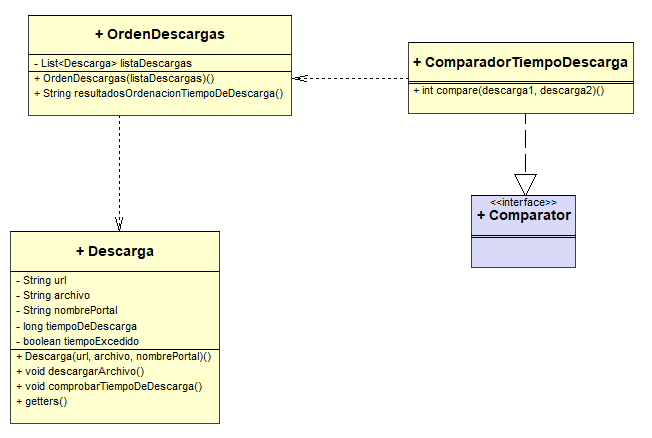 + OrdenDescargas
- List<Descarga> listaDescargas
+ OrdenDescargas(listaDescargas)()
+ String resultadosOrdenacionTiempoDeDescarga()
+ ComparadorTiempoDescarga
+ int compare(descarga1, descarga2)()
<<interface>>
+ Comparator
+ Descarga
- String url
- String archivo
- String nombrePortal
- long tiempoDeDescarga
- boolean tiempoExcedido
+ Descarga(url, archivo, nombrePortal)()
+ void descargarArchivo()
+ void comprobarTiempoDeDescarga()
+ getters()